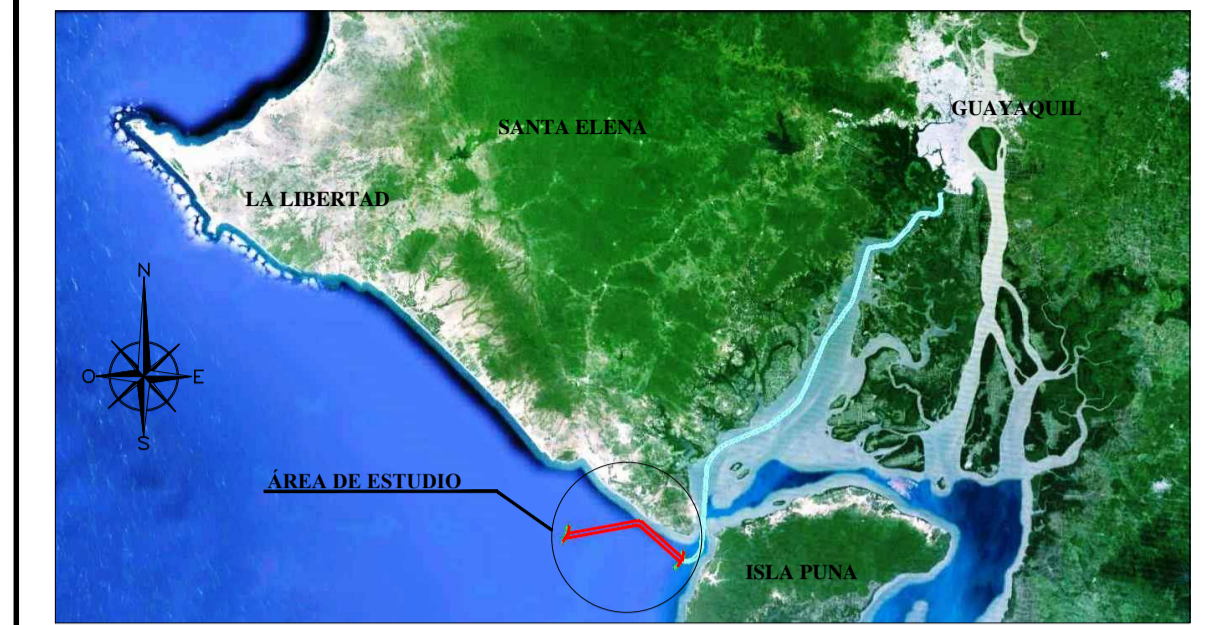 GUAYAQUIL
SANTA ELENA
LA LIBERTAD
N
O
E
S
ÁREA DE ESTUDIO
ISLA PUNA